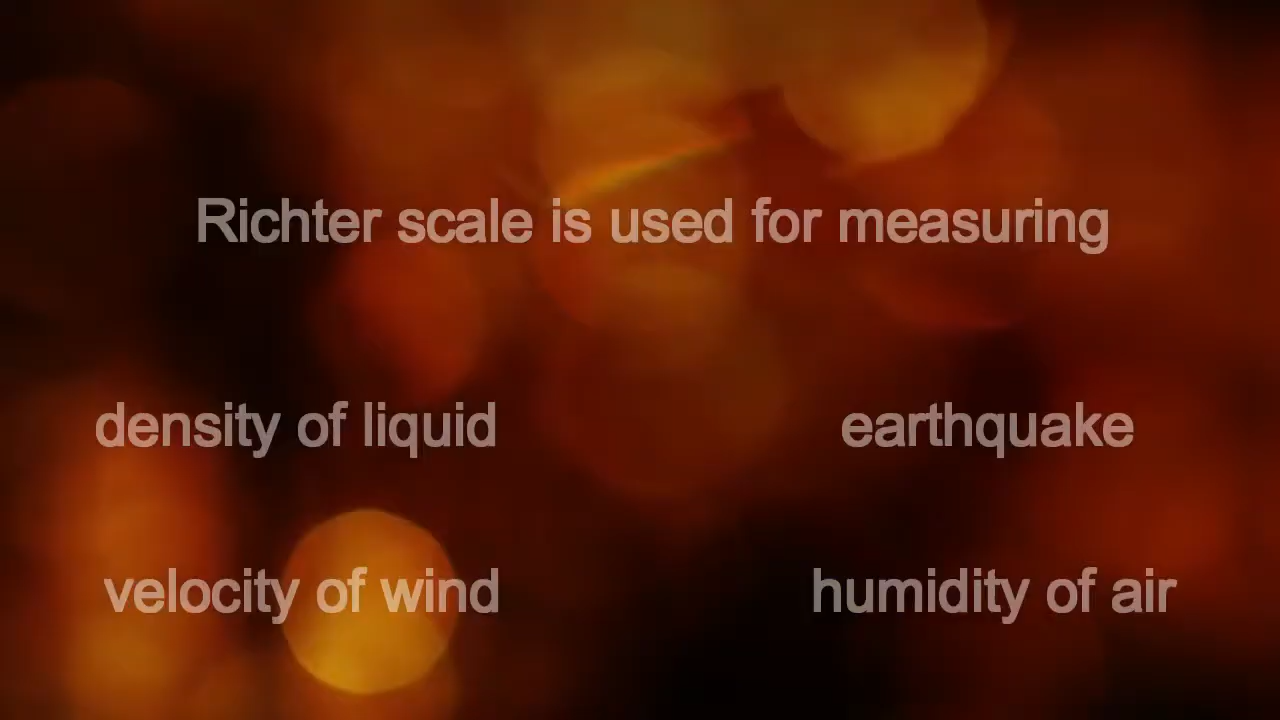 Richter scale is used for measuring
density of liquid
earthquake
velocity of wind
humidity of air